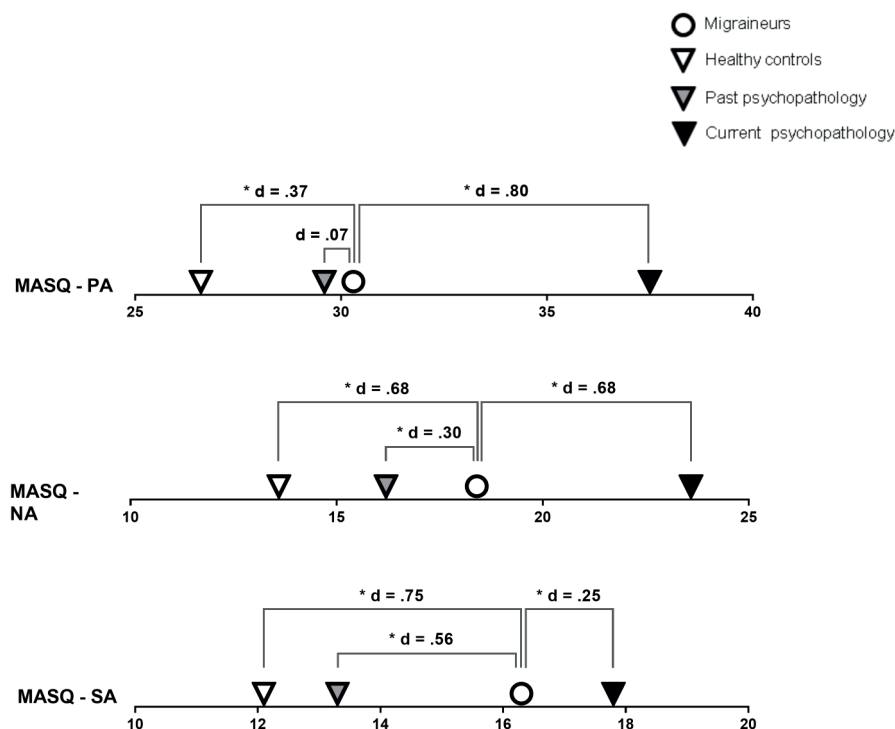 Migraineurs
Healthy controls
Past psychopathology
Current psychopathology
* d = .37
* d = .80
d = .07
MASQ - PA
25 30 35 40
* d = .68
* d = .68
* d = .30
MASQ -
NA
10 15 20 25
* d = .75
* d = .25
* d = .56
MASQ - SA
10 12 14 16 18 20